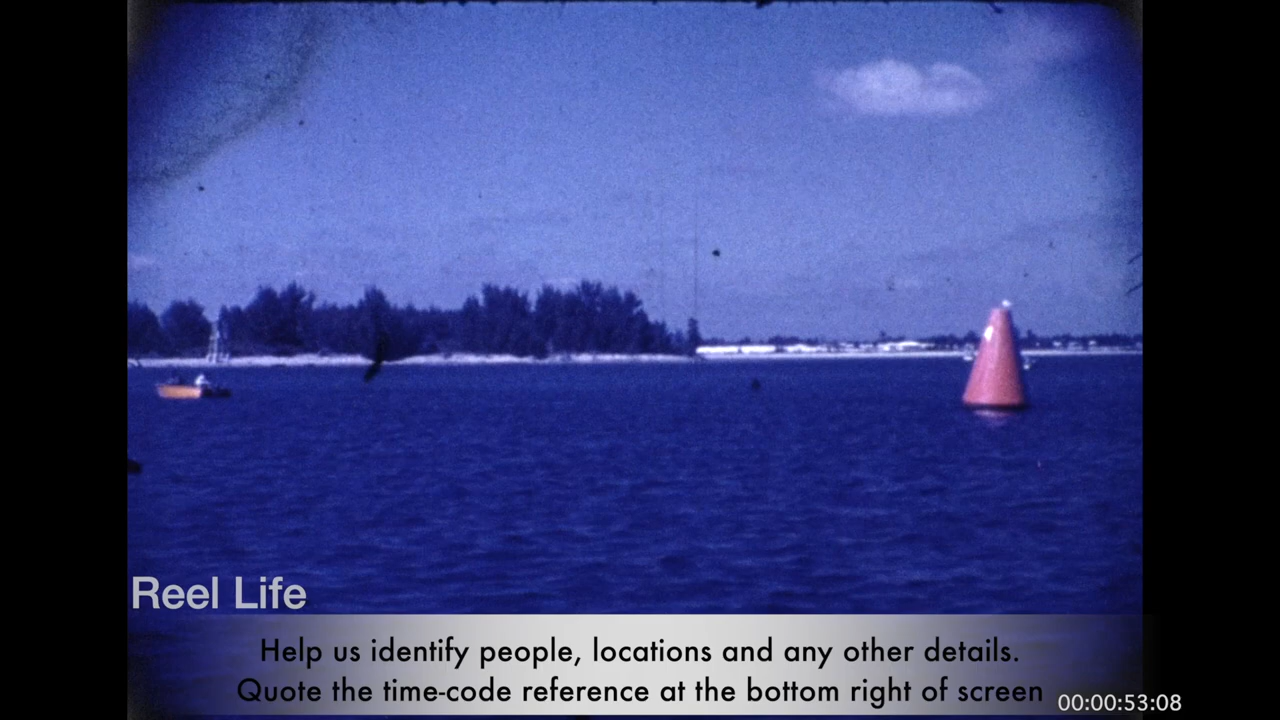 Reel Life
Help us identify people, locations and any other details.
Quote the time-code reference at the bottom right of screen
00:00:53:08